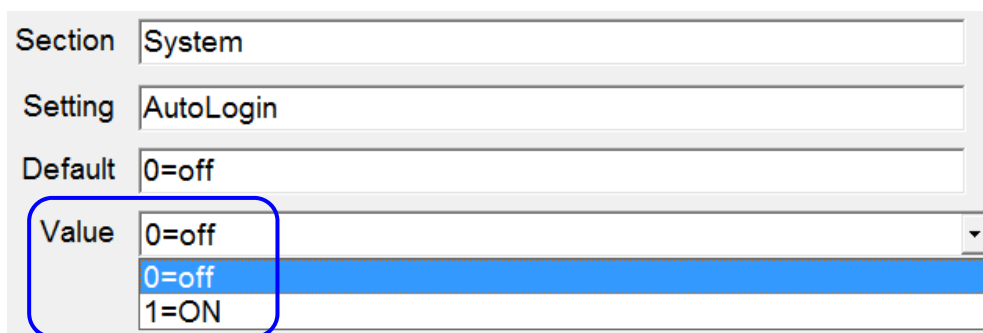 Section System
Setting AutoLogin
Default 0=off
Value 0=off
0=off
1=ON